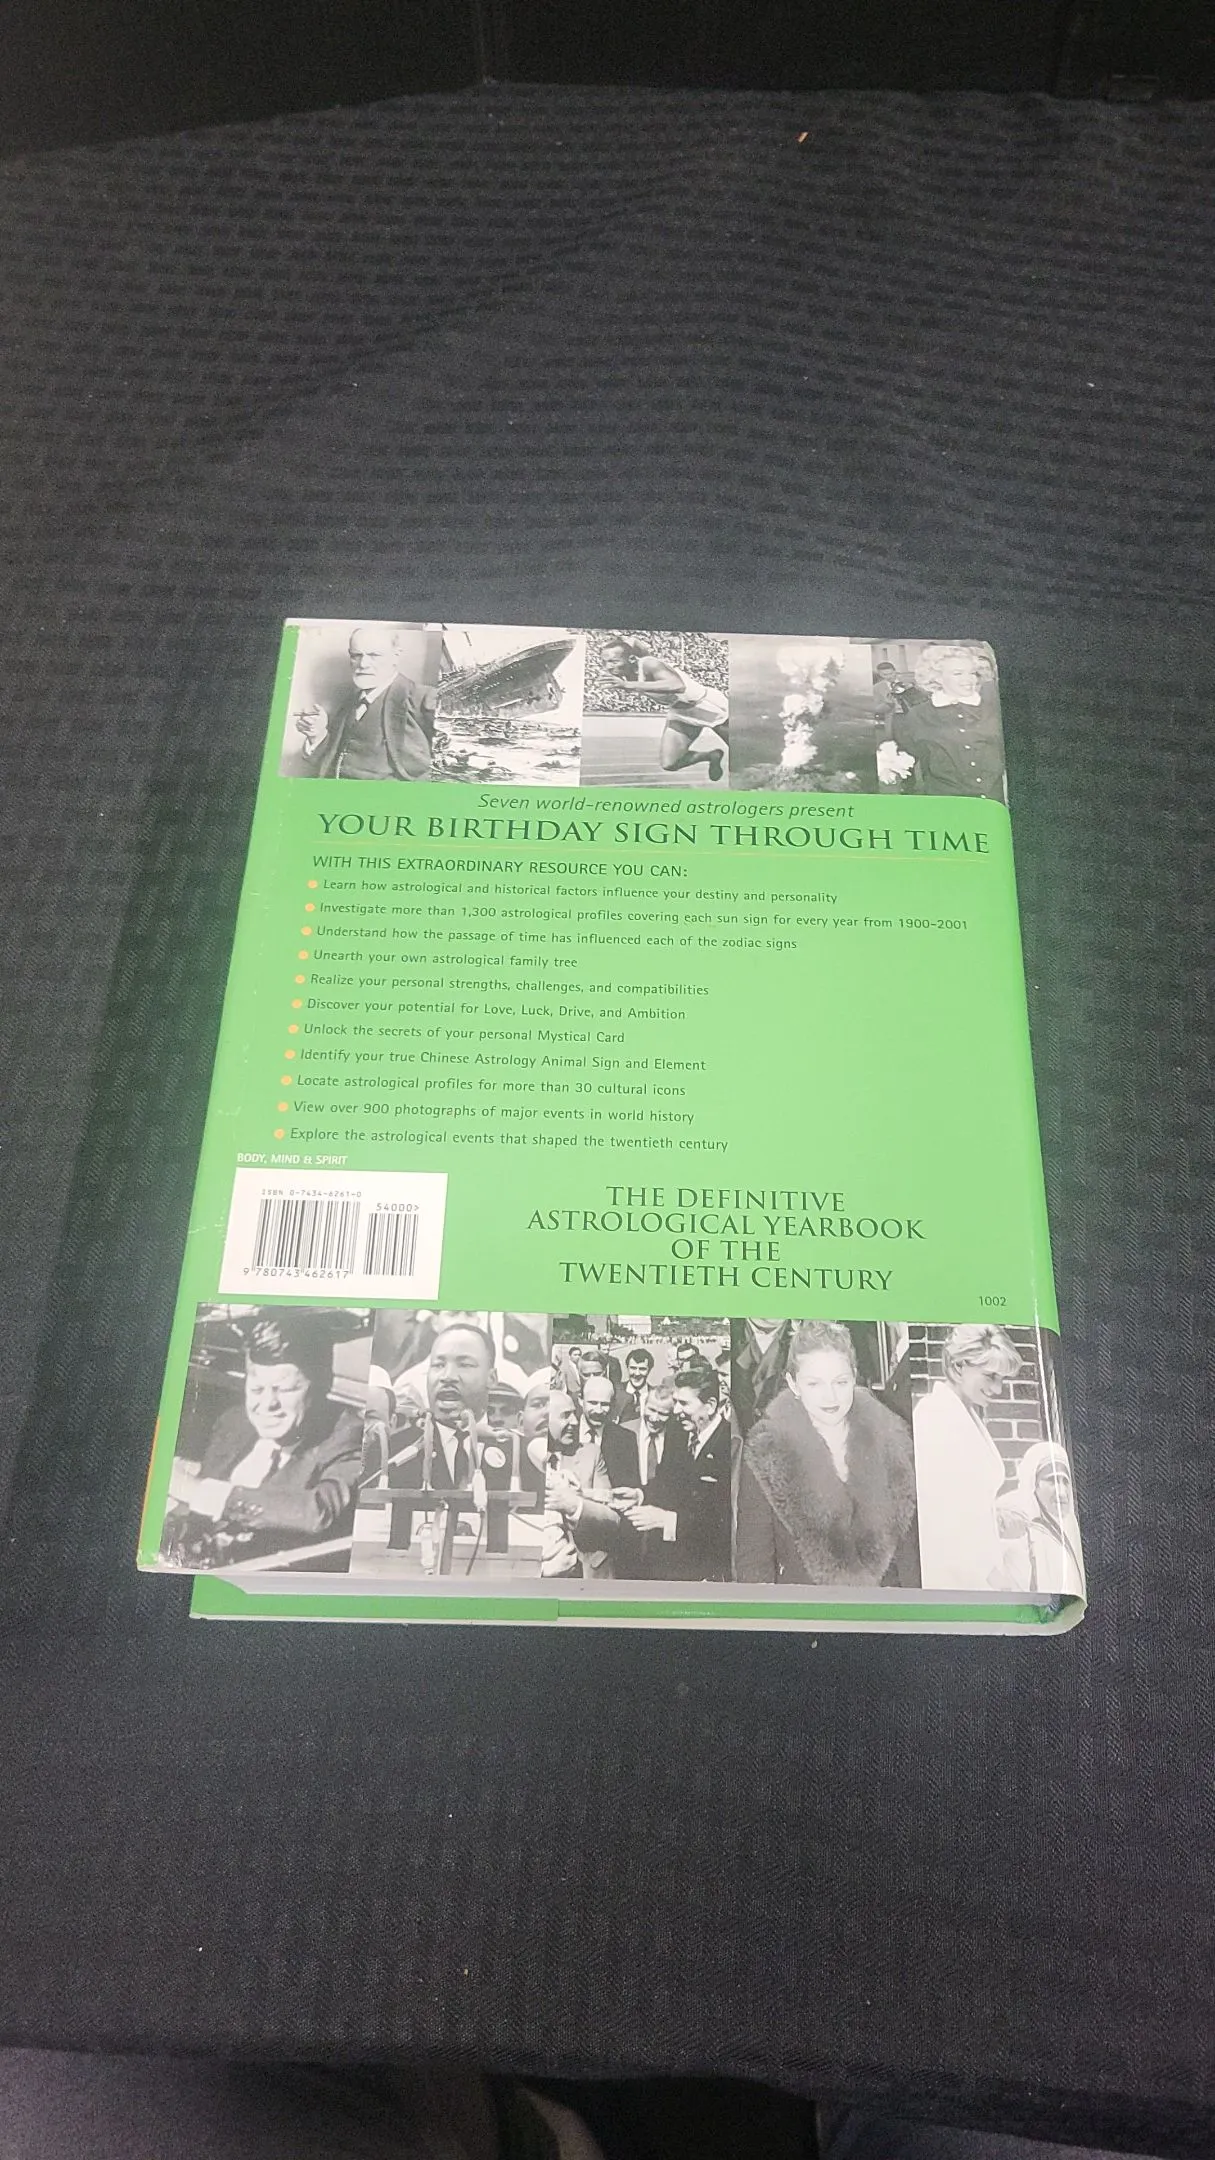 Seven world-renowned astrologers present
YOUR BIRTHDAY SIGN THROUGH TIME
WITH THIS EXTRAORDINARY RESOURCE YOU CAN:
Learn how astrological and historical factors influence your destiny and personality
Investigate more than 1,300 astrological profiles covering each sun sign for every year from 1900-2001
Understand how the passage of time has influenced each of the zodiac signs
Unearth your own astrological family tree
Realize your personal strengths, challenges, and compatibilities
Discover your potential for Love, Luck, Drive, and Ambition
Unlock the secrets of your personal Mystical Card
Identify your true Chinese Astrology Animal Sign and Element
Locate astrological profiles for more than 30 cultural icons
View over 900 photographs of major events in world history
Explore the astrological events that shaped the twentieth century
BODY, MIND & SPIRIT
ISBN 0-7434-6261-0
54000>
9 780743 462617
THE DEFINITIVE
ASTROLOGICAL YEARBOOK
OF THE
TWENTIETH CENTURY
1002